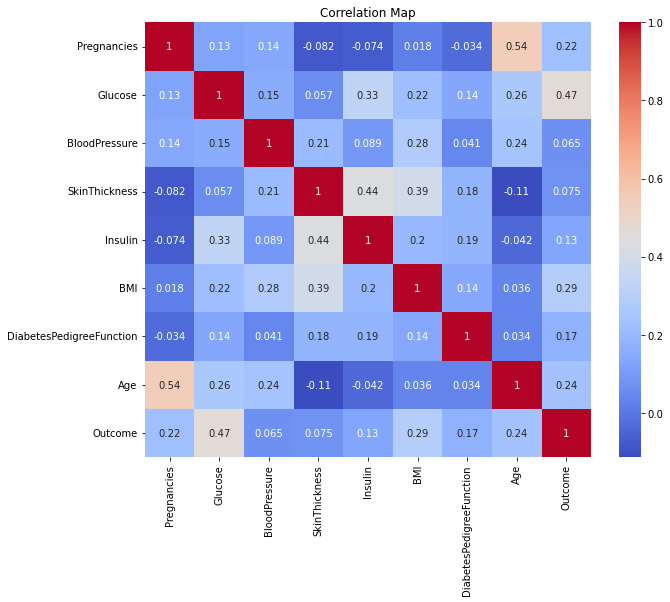 Correlation Map
Pregnancies 1 0.13 0.14 -0.082 -0.074 0.018 -0.034 0.54 0.22
Glucose 0.13 1 0.15 0.057 0.33 0.22 0.14 0.26 0.47
BloodPressure 0.14 0.15 1 0.21 0.089 0.28 0.041 0.24 0.065
SkinThickness -0.082 0.057 0.21 1 0.44 0.39 0.18 -0.11 0.075
Insulin -0.074 0.33 0.089 0.44 1 0.2 0.19 -0.042 0.13
BMI 0.018 0.22 0.28 0.39 0.2 1 0.14 0.036 0.29
DiabetesPedigreeFunction -0.034 0.14 0.041 0.18 0.19 0.14 1 0.034 0.17
Age 0.54 0.26 0.24 -0.11 -0.042 0.036 0.034 1 0.24
Outcome 0.22 0.47 0.065 0.075 0.13 0.29 0.17 0.24 1
Pregnancies
Glucose
BloodPressure
SkinThickness
Insulin
BMI
DiabetesPedigreeFunction
Age
Outcome
1.0
0.8
0.6
0.4
0.2
0.0